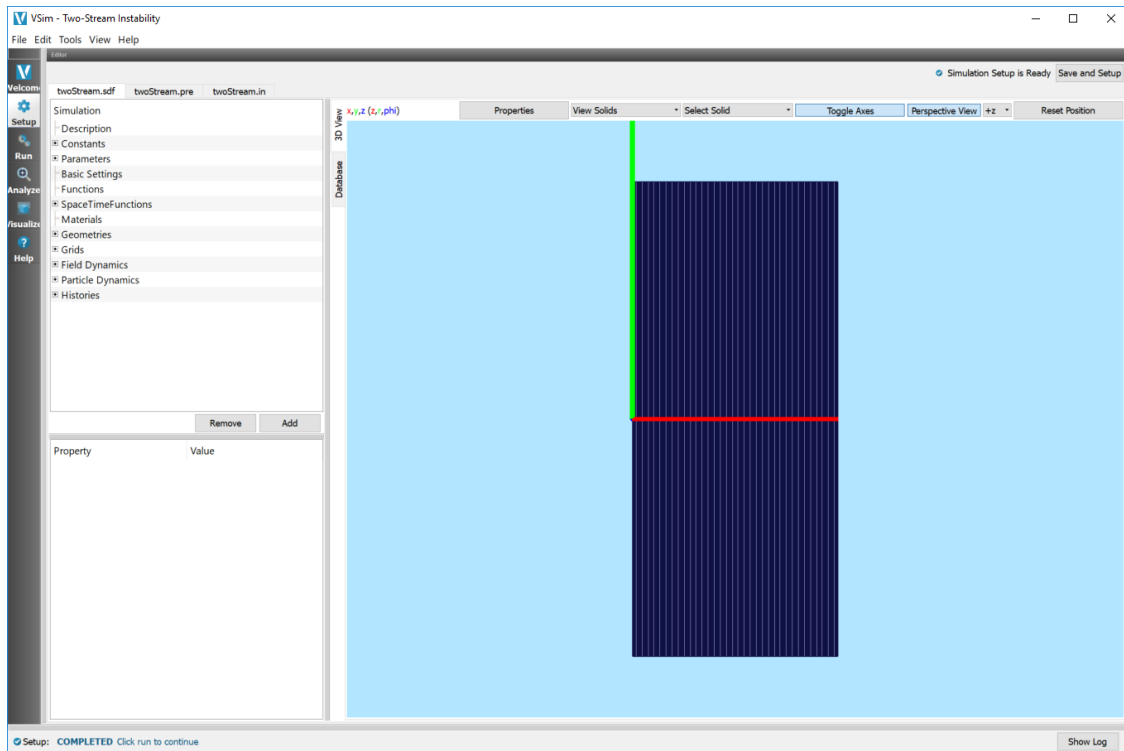 VSim - Two-Stream Instability
File Edit Tools View Help
Editor
Simulation Setup is Ready Save and Setup
Welcom
Setup
Run
Analyze
/isualize
Help
twoStream.sdf twoStream.pre twoStream.in
Simulation
Description
Constants
Parameters
Basic Settings
Functions
SpaceTimeFunctions
Materials
Geometries
Grids
Field Dynamics
Particle Dynamics
Histories
Remove Add
Property Value
3D View
Database
x,y,z (z,r,phi) Properties View Solids Select Solid Toggle Axes Perspective View +z Reset Position
Setup: COMPLETED Click run to continue
Show Log